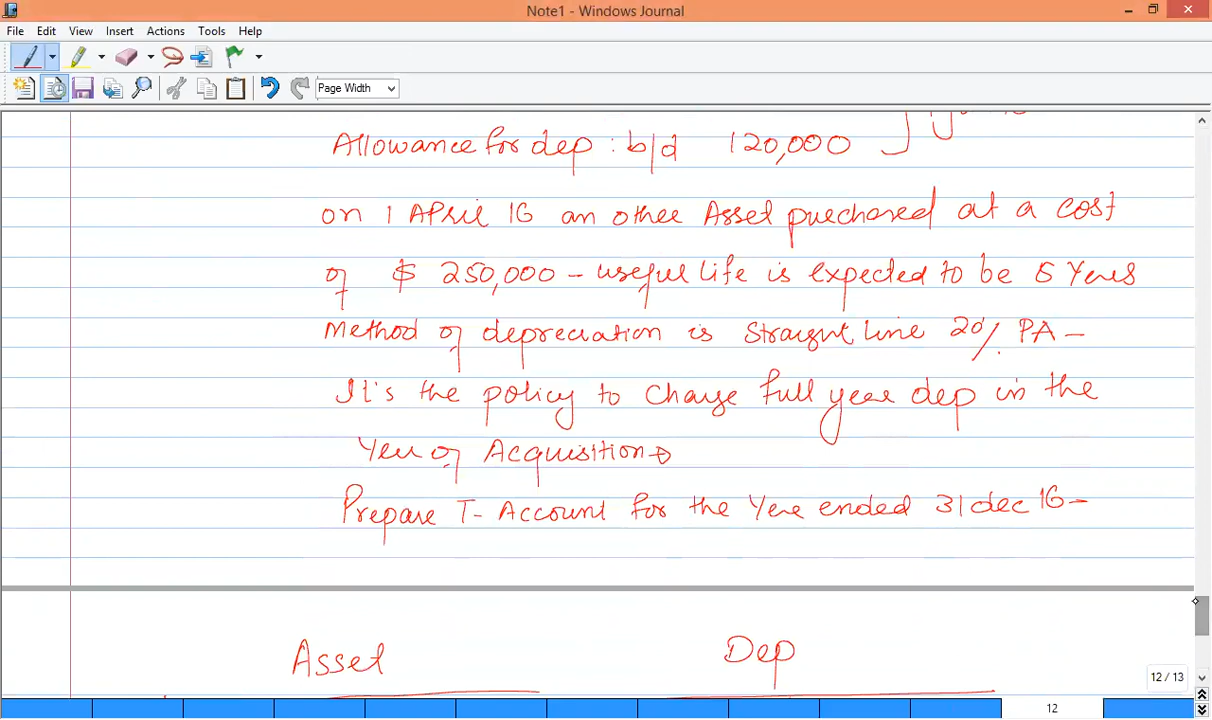 Note1 - Windows Journal
File Edit View Insert Actions Tools Help
Page Width
Allowance for dep : b/d 120,000
on 1 April 16 an other Asset purchased at a cost
of $ 250,000 - useful life is expected to be 5 Years
Method of depreciation is Straight line 20% PA -
It's the policy to Charge full year dep in the
Year of Acquisition
Prepare T- Account for the Year ended 31 dec 16 -
Asset Dep
12 / 13
12